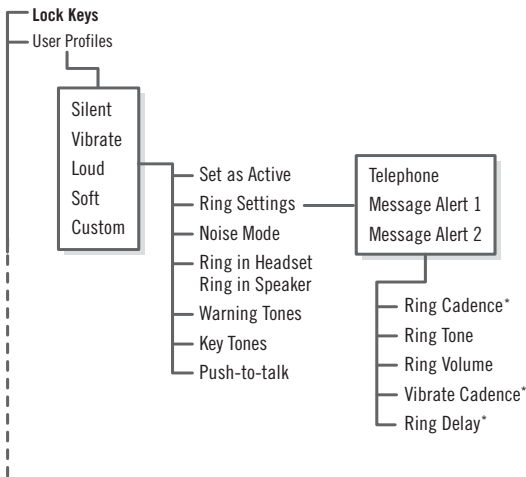 Lock Keys
User Profiles
Silent
Vibrate
Loud
Soft
Custom
Set as Active
Ring Settings
Noise Mode
Ring in Headset
Ring in Speaker
Warning Tones
Key Tones
Push-to-talk
Telephone
Message Alert 1
Message Alert 2
Ring Cadence*
Ring Tone
Ring Volume
Vibrate Cadence*
Ring Delay*